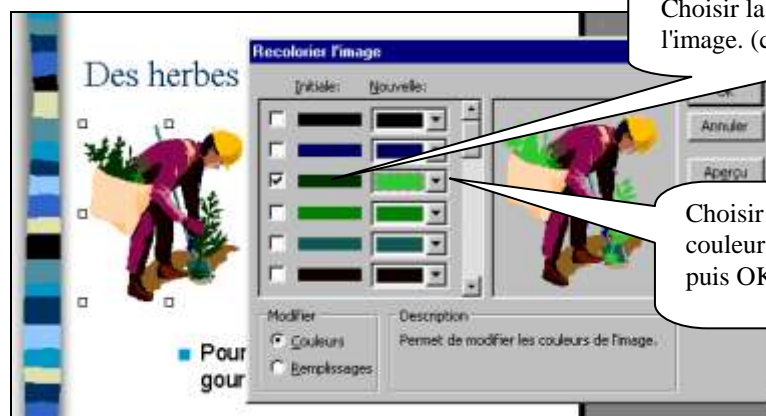 Choisir la
l'image. (c
Recolorier l'image
Des herbes
Initiale:
Nouvelle:
OK
Annuler
Aperçu
Choisir
couleur
puis OK
Modifier
Description
Couleurs
Permet de modifier les couleurs de l'image.
Remplissages
Pour
gour